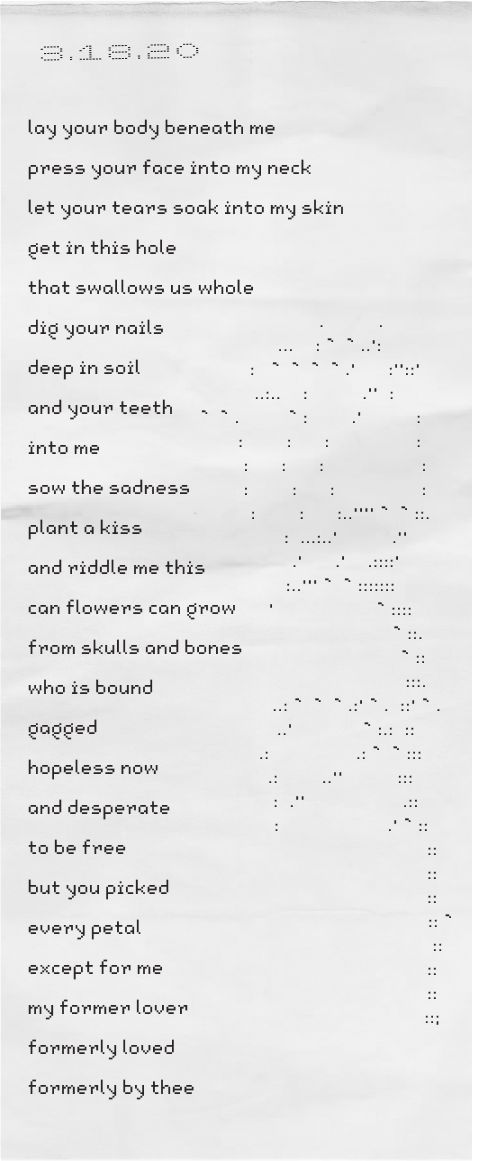 3.18.20
lay your body beneath me
press your face into my neck
let your tears soak into my skin
get in this hole
that swallows us whole
dig your nails
deep in soil
and your teeth
into me
sow the sadness
plant a kiss
and riddle me this
can flowers can grow
from skulls and bones
who is bound
gagged
hopeless now
and desperate
to be free
but you picked
every petal
except for me
my former lover
formerly loved
formerly by thee